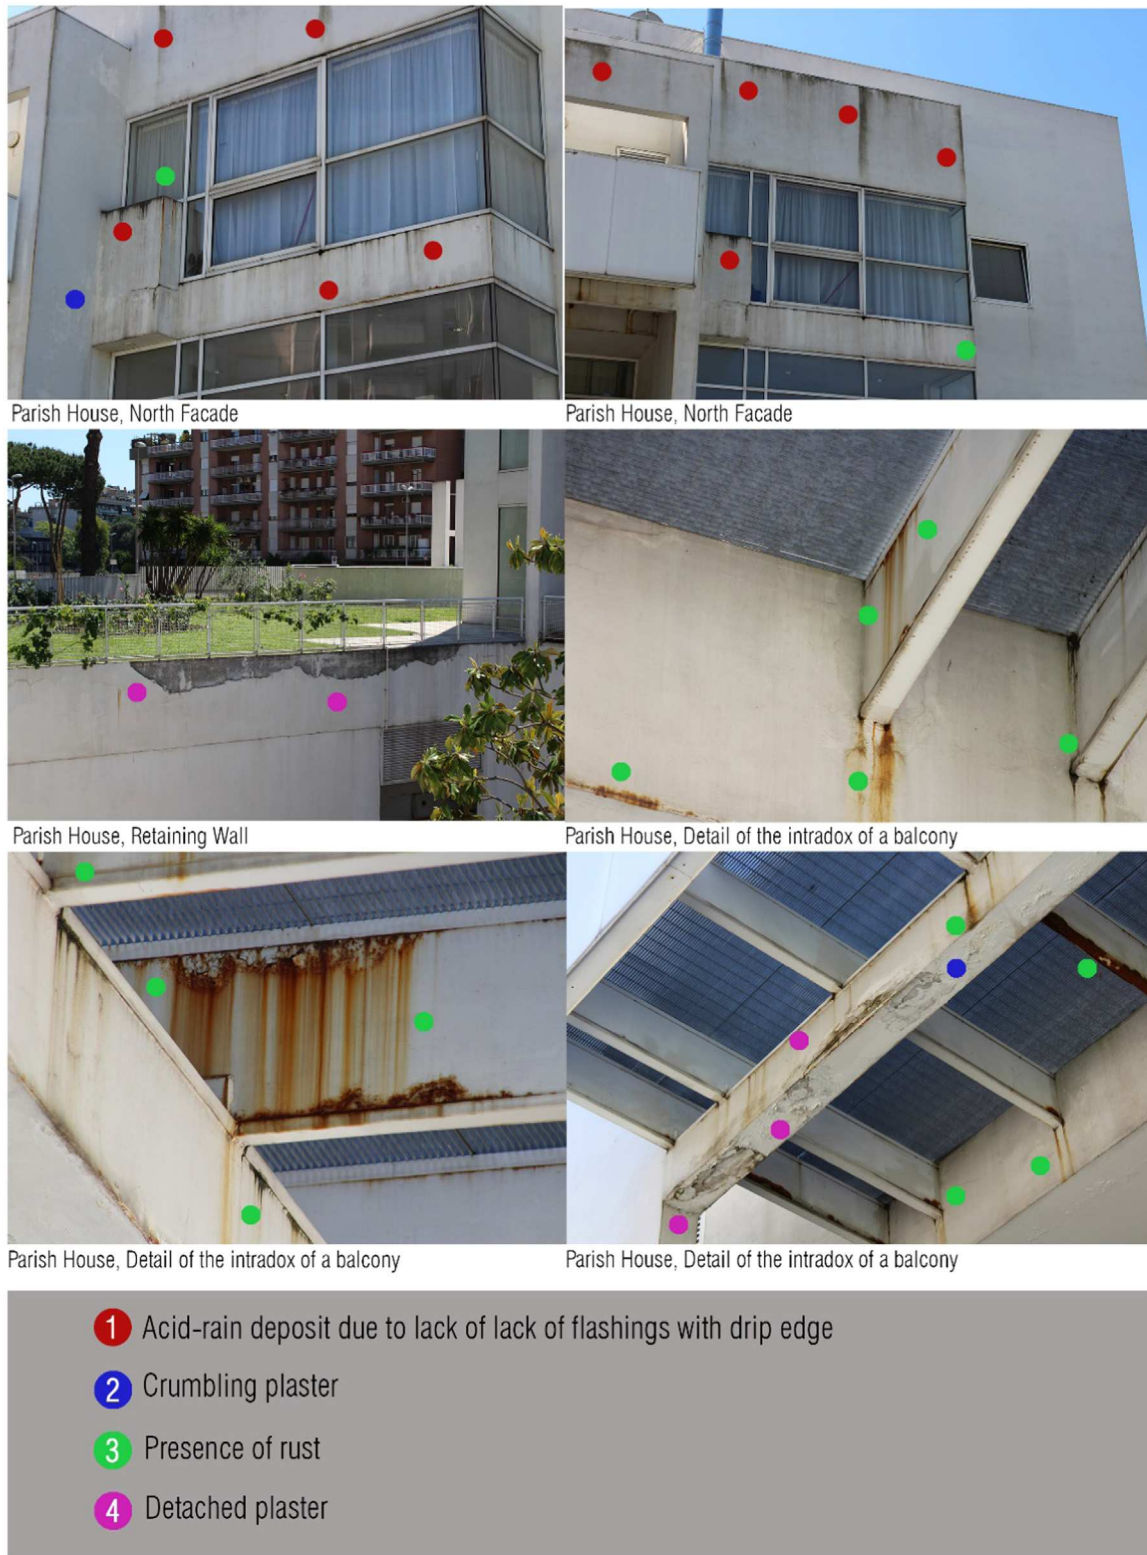 Parish House, North Facade
Parish House, North Facade
Parish House, Retaining Wall
Parish House, Detail of the intradox of a balcony
Parish House, Detail of the intradox of a balcony
Parish House, Detail of the intradox of a balcony
1 Acid-rain deposit due to lack of lack of flashings with drip edge
2 Crumbling plaster
3 Presence of rust
4 Detached plaster